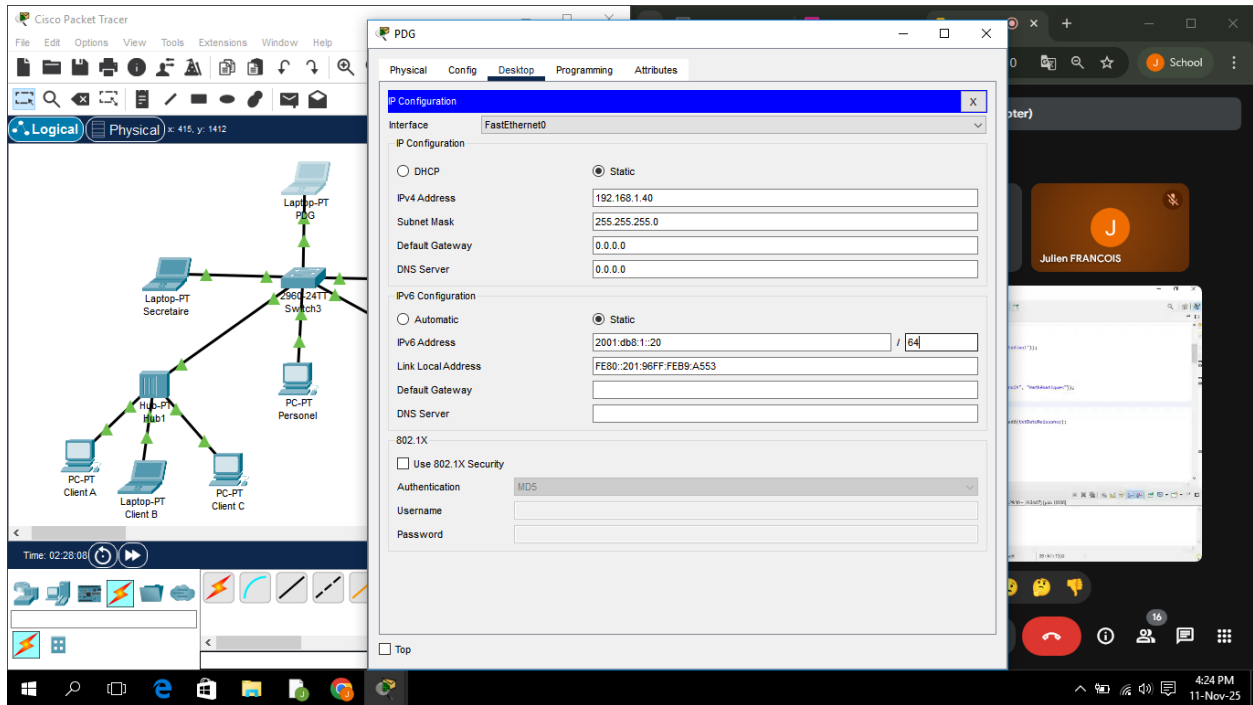 Cisco Packet Tracer
File Edit Options View Tools Extensions Window Help
Logical Physical x: 415, y: 1412
Laptop-PT
PDG
Laptop-PT
Secretaire
2960-24TT
Switch3
Hub-PT
Hub1
PC-PT
Personel
PC-PT
Client A
Laptop-PT
Client B
PC-PT
Client C
Time: 02:28:08
PDG
Physical Config Desktop Programming Attributes
IP Configuration X
Interface FastEthernet0
IP Configuration
DHCP Static
IPv4 Address 192.168.1.40
Subnet Mask 255.255.255.0
Default Gateway 0.0.0.0
DNS Server 0.0.0.0
IPv6 Configuration
Automatic Static
IPv6 Address 2001:db8:1::20 / 64
Link Local Address FE80::201:96FF:FEB9:A553
Default Gateway
DNS Server
802.1X
Use 802.1X Security
Authentication MD5
Username
Password
Top
School
J
Julien FRANCOIS
16
4:24 PM
11-Nov-25